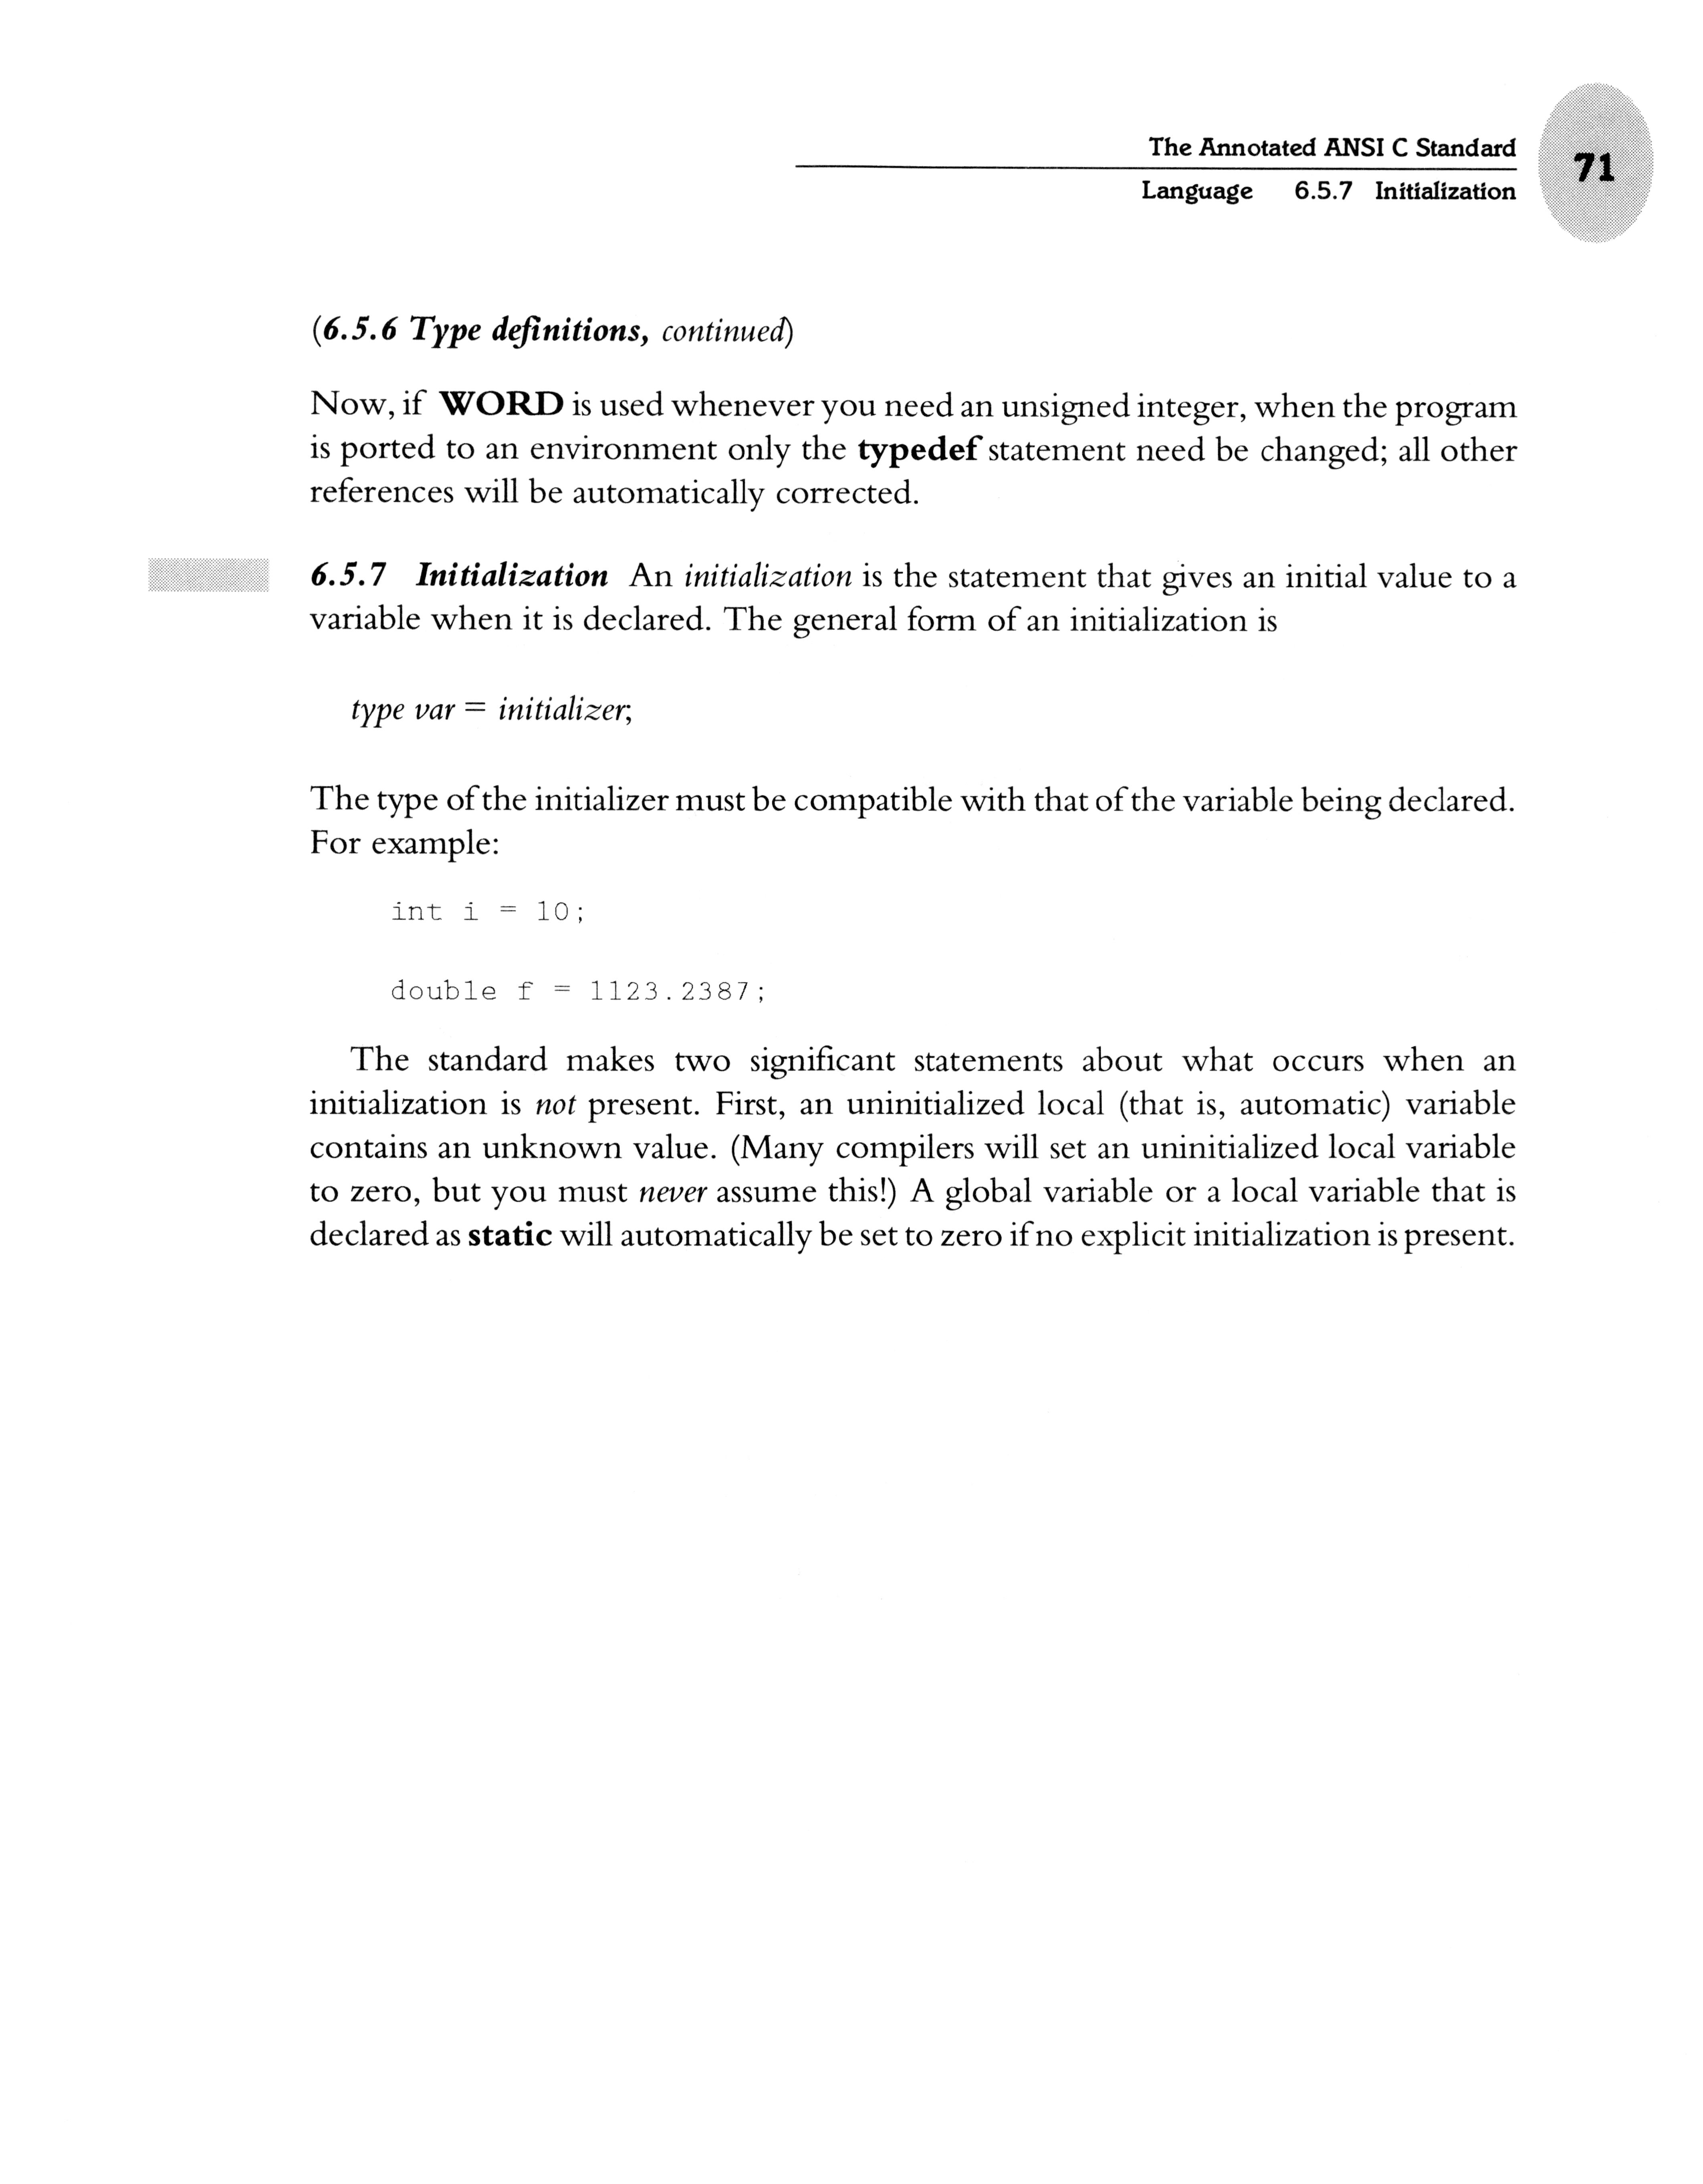 The Annotated ANSI C Standard
71
Language 6.5.7 Initialization
(6.5.6 Type definitions, continued)
Now, if WORD is used whenever you need an unsigned integer, when the program
is ported to an environment only the typedef statement need be changed; all other
references will be automatically corrected.
6.5.7 Initialization An initialization is the statement that gives an initial value to a
variable when it is declared. The general form of an initialization is
type var = initializer;
The type of the initializer must be compatible with that of the variable being declared.
For example:
int i = 10;
double f = 1123.2387;
The standard makes two significant statements about what occurs when an
initialization is not present. First, an uninitialized local (that is, automatic) variable
contains an unknown value. (Many compilers will set an uninitialized local variable
to zero, but you must never assume this!) A global variable or a local variable that is
declared as static will automatically be set to zero if no explicit initialization is present.